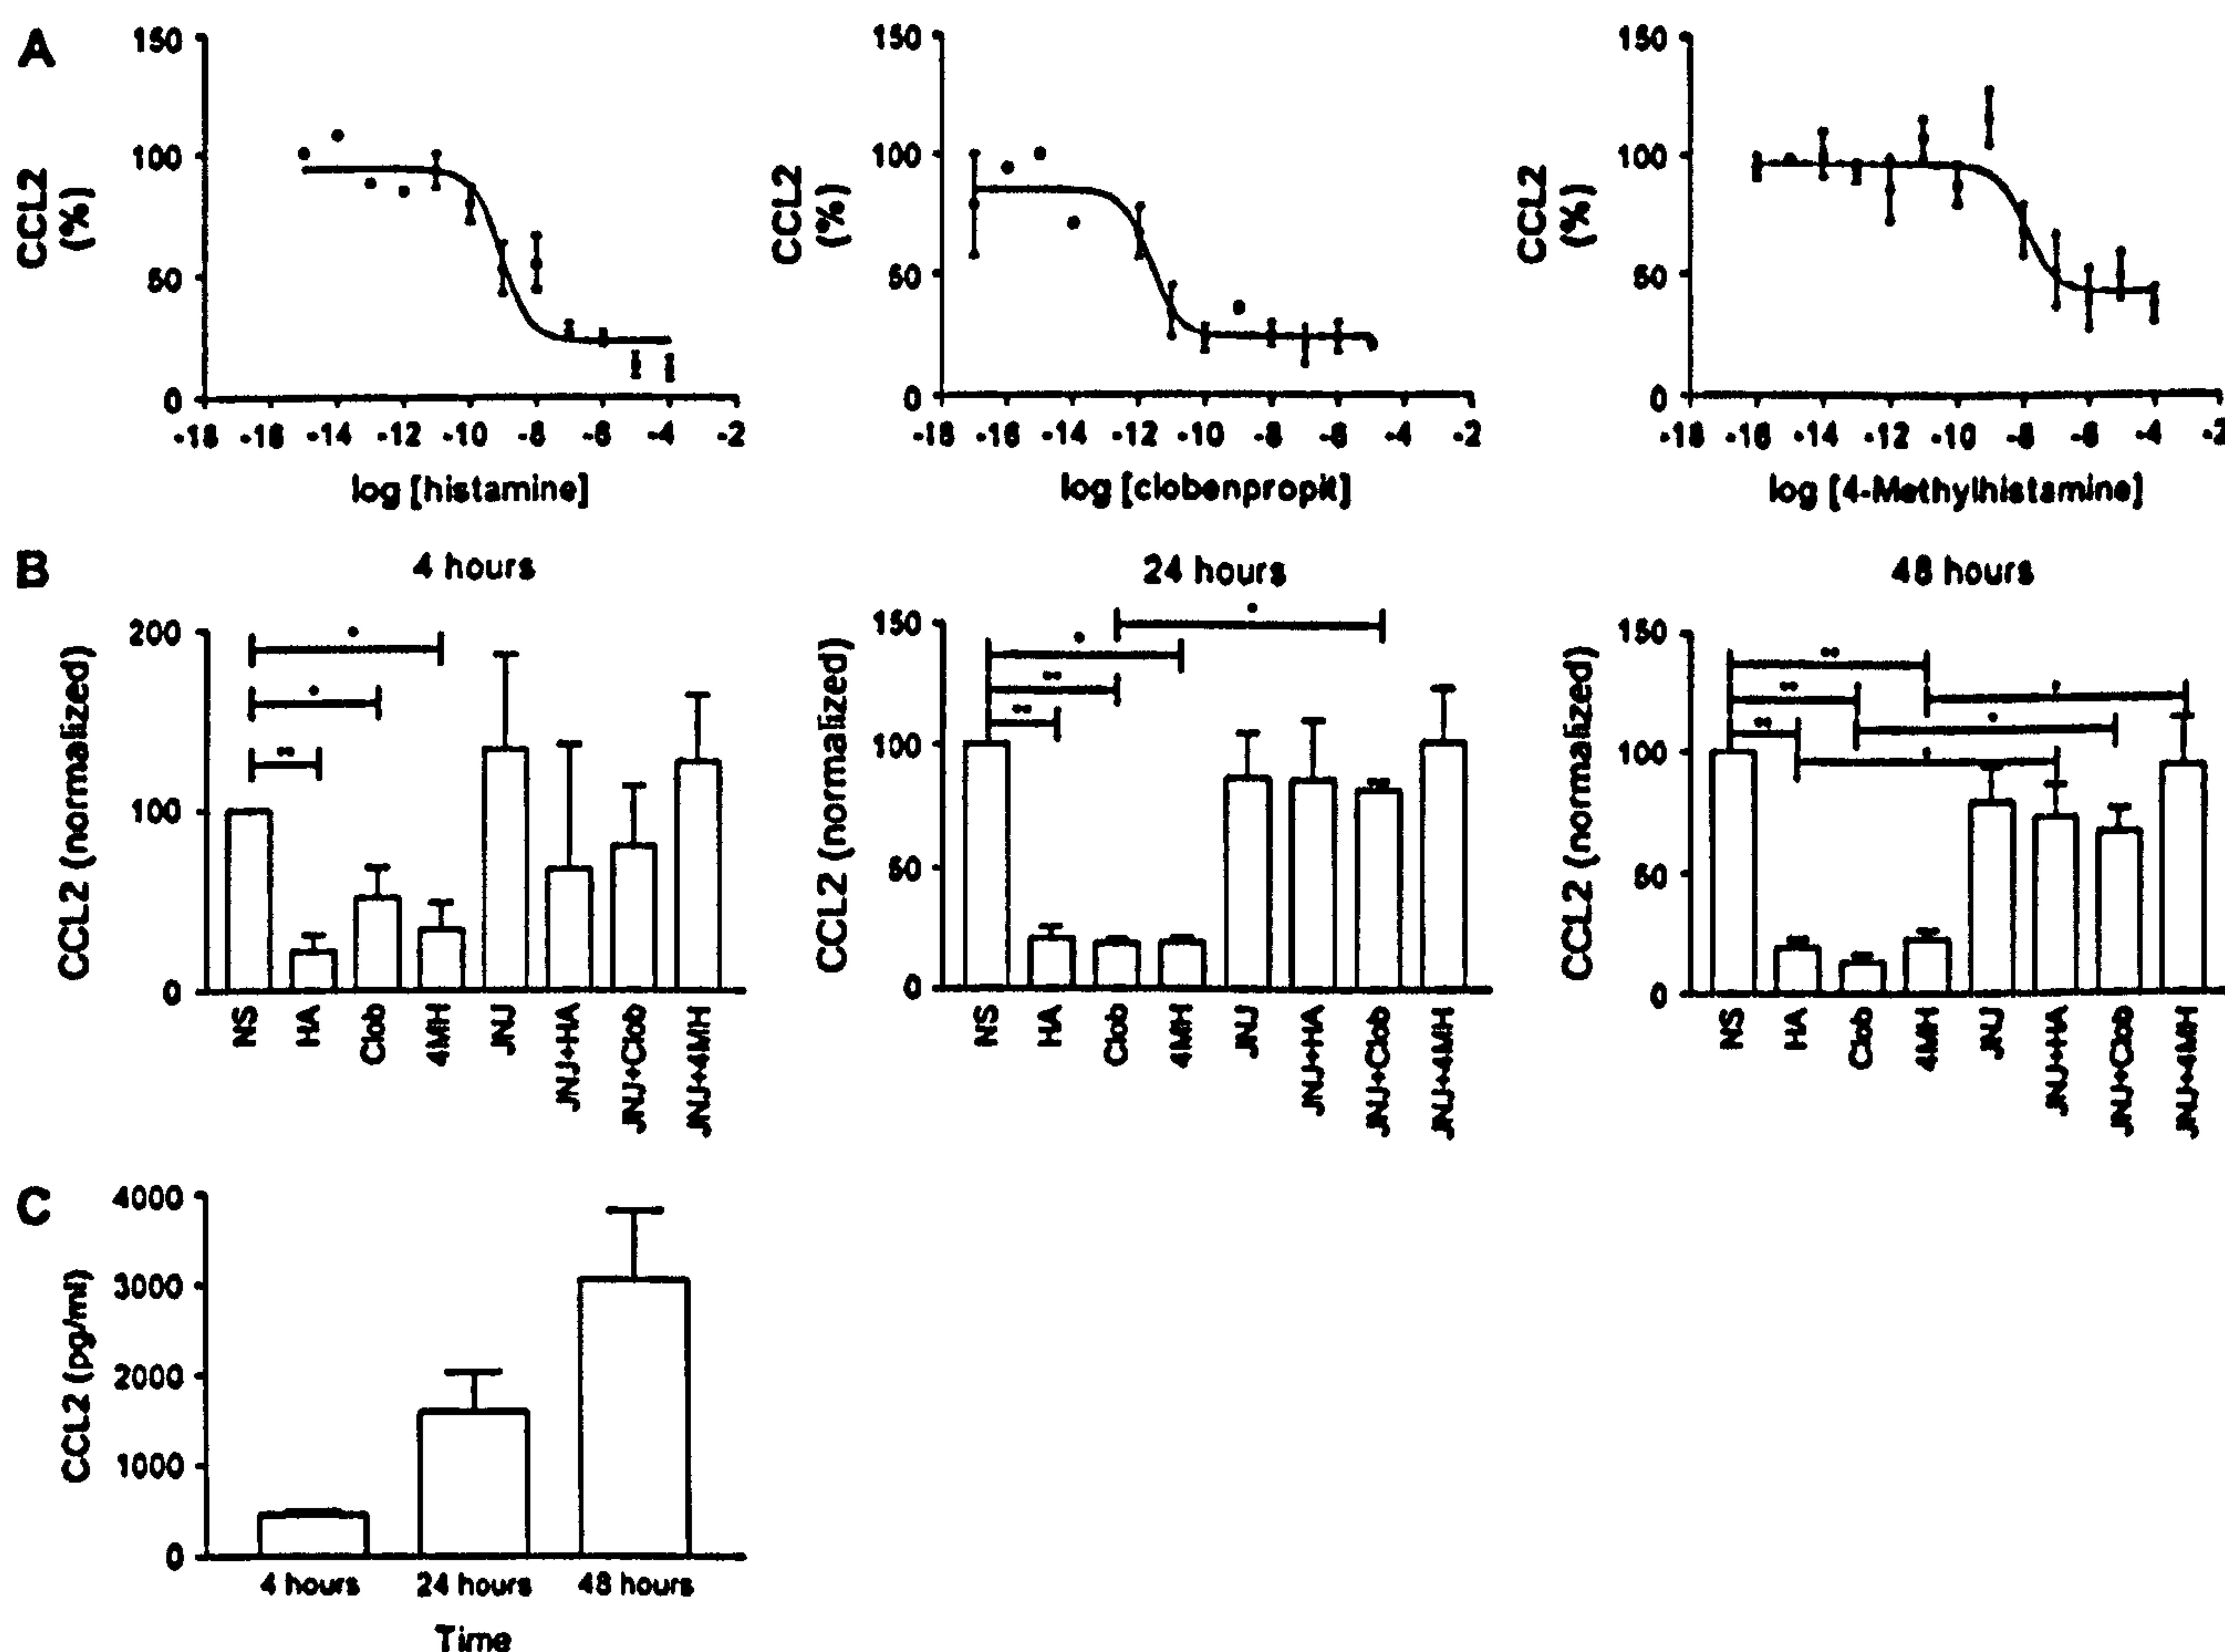 A
150
100
50
0
CCL2
(%)
-18 -16 -14 -12 -10 -8 -6 -4 -2
log [histamine]
150
100
50
0
CCL2
(%)
-18 -16 -14 -12 -10 -8 -6 -4 -2
log [clobenpropit]
150
100
50
0
CCL2
(%)
-18 -16 -14 -12 -10 -8 -6 -4 -2
log [4-Methylhistamine]
B
4 hours
200
100
0
CCL2 (normalized)
*
*
**
NS
HA
Clob
4MH
JNJ
JNJ+HA
JNJ+Clob
JNJ+4MH
24 hours
150
100
50
0
CCL2 (normalized)
*
*
**
**
NS
HA
Clob
4MH
JNJ
JNJ+HA
JNJ+Clob
JNJ+4MH
48 hours
150
100
50
0
CCL2 (normalized)
**
**
*
**
*
*
NS
HA
Clob
4MH
JNJ
JNJ+HA
JNJ+Clob
JNJ+4MH
C
4000
3000
2000
1000
0
CCL2 (pg/ml)
4 hours
24 hours
48 hours
Time